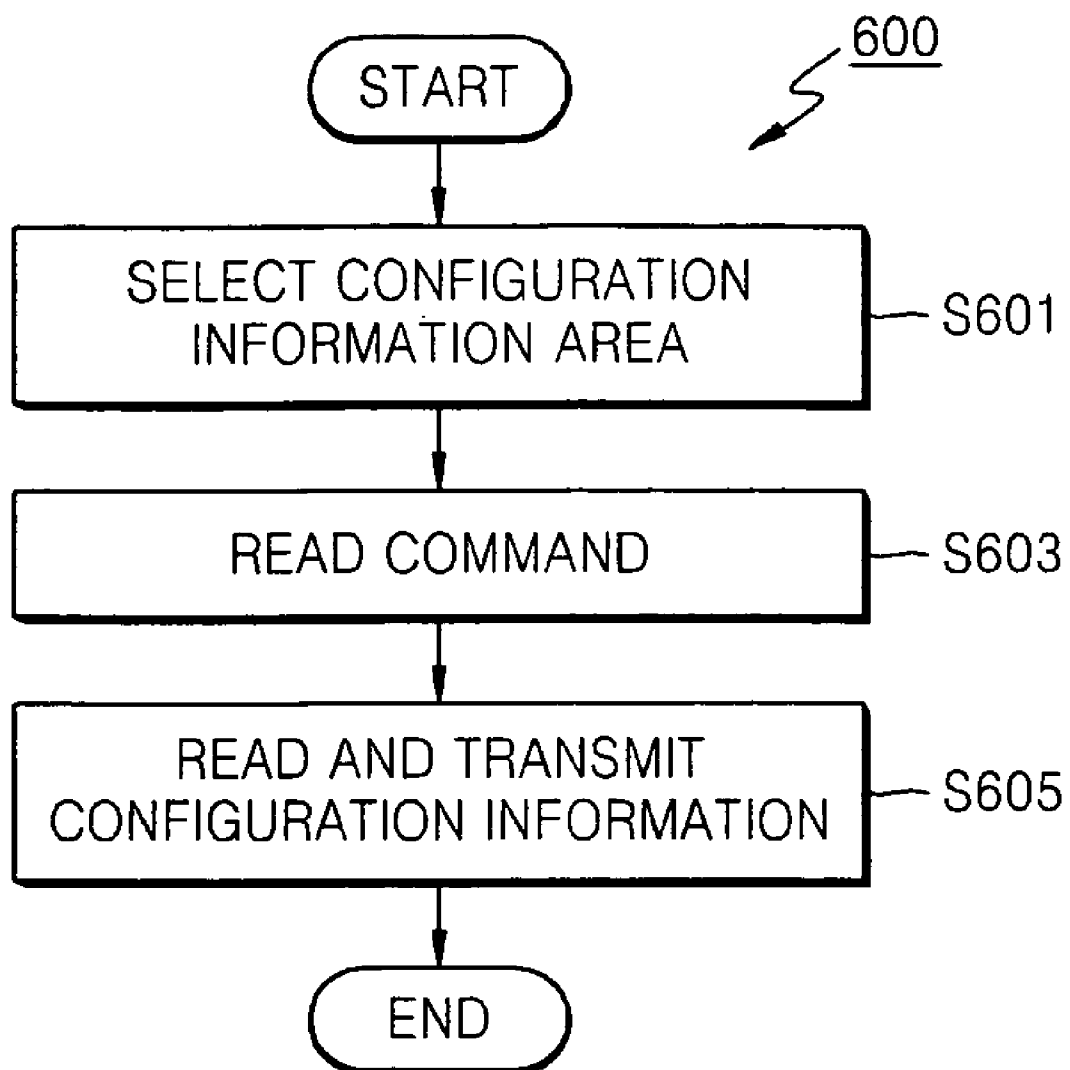 600
START
SELECT CONFIGURATION
INFORMATION AREA
S601
READ COMMAND
S603
READ AND TRANSMIT
CONFIGURATION INFORMATION
S605
END